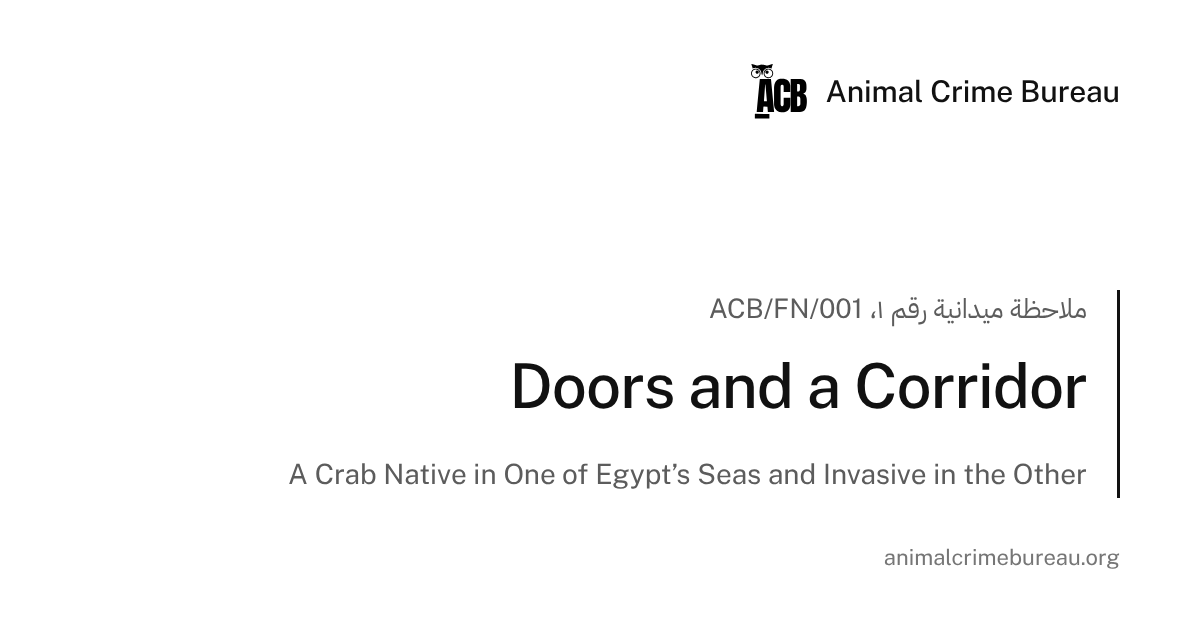 ACB Animal Crime Bureau
ملاحظة ميدانية رقم ١، ACB/FN/001
Doors and a Corridor
A Crab Native in One of Egypt’s Seas and Invasive in the Other
animalcrimebureau.org